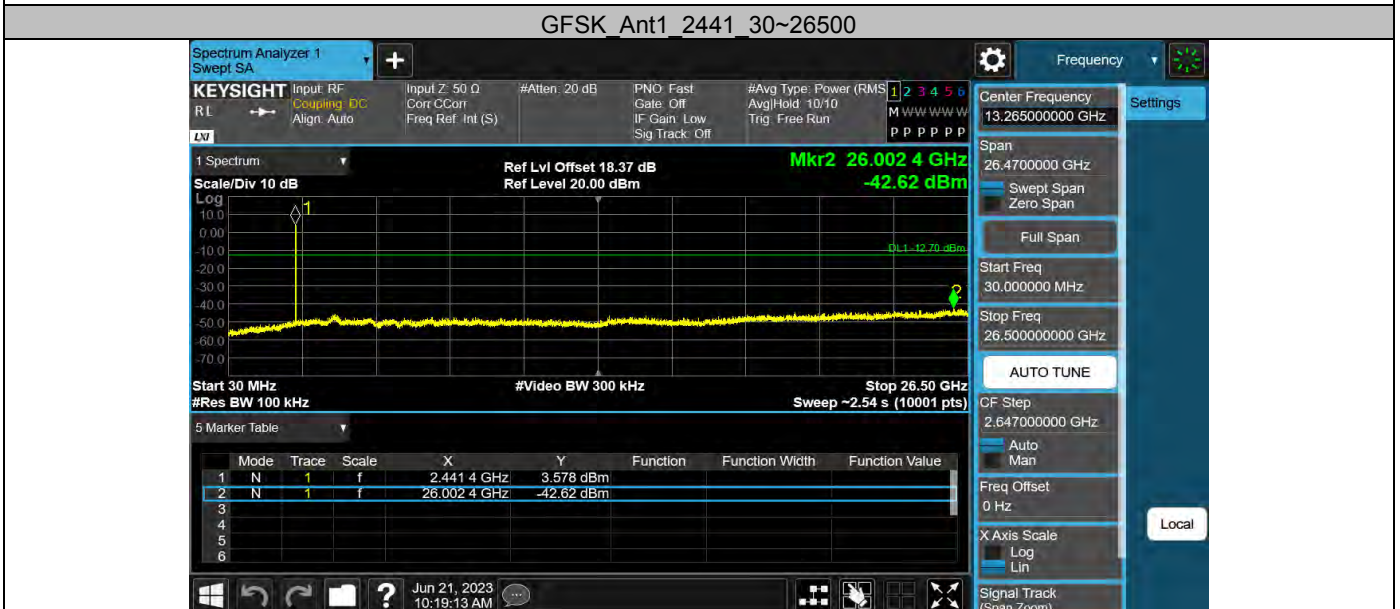 GFSK_Ant1_2441_30~26500
Spectrum Analyzer 1
Swept SA
+
Frequency
KEYSIGHT
RL
LXI
Input: RF
Coupling: DC
Align: Auto
Input Z: 50 Ω
Corr CCorr
Freq Ref: Int (S)
#Atten: 20 dB
PNO: Fast
Gate: Off
IF Gain: Low
Sig Track: Off
#Avg Type: Power (RMS
Avg|Hold: 10/10
Trig: Free Run
1 2 3 4 5 6
M W W W W W
P P P P P P
1 Spectrum
Scale/Div 10 dB
Ref Lvl Offset 18.37 dB
Ref Level 20.00 dBm
Mkr2 26.002 4 GHz
-42.62 dBm
Log
10.0
0.00
-10.0
-20.0
-30.0
-40.0
-50.0
-60.0
-70.0
1
DL1 -12.70 dBm
2
Start 30 MHz
#Video BW 300 kHz
Stop 26.50 GHz
#Res BW 100 kHz
Sweep ~2.54 s (10001 pts)
5 Marker Table
Mode Trace Scale X Y Function Function Width Function Value
1 N 1 f 2.441 4 GHz 3.578 dBm
2 N 1 f 26.002 4 GHz -42.62 dBm
3
4
5
6
?
Jun 21, 2023
10:19:13 AM
Center Frequency
13.265000000 GHz
Span
26.4700000 GHz
Swept Span
Zero Span
Full Span
Start Freq
30.000000 MHz
Stop Freq
26.500000000 GHz
AUTO TUNE
CF Step
2.647000000 GHz
Auto
Man
Freq Offset
0 Hz
X Axis Scale
Log
Lin
Signal Track
(Span Zoom)
Settings
Local